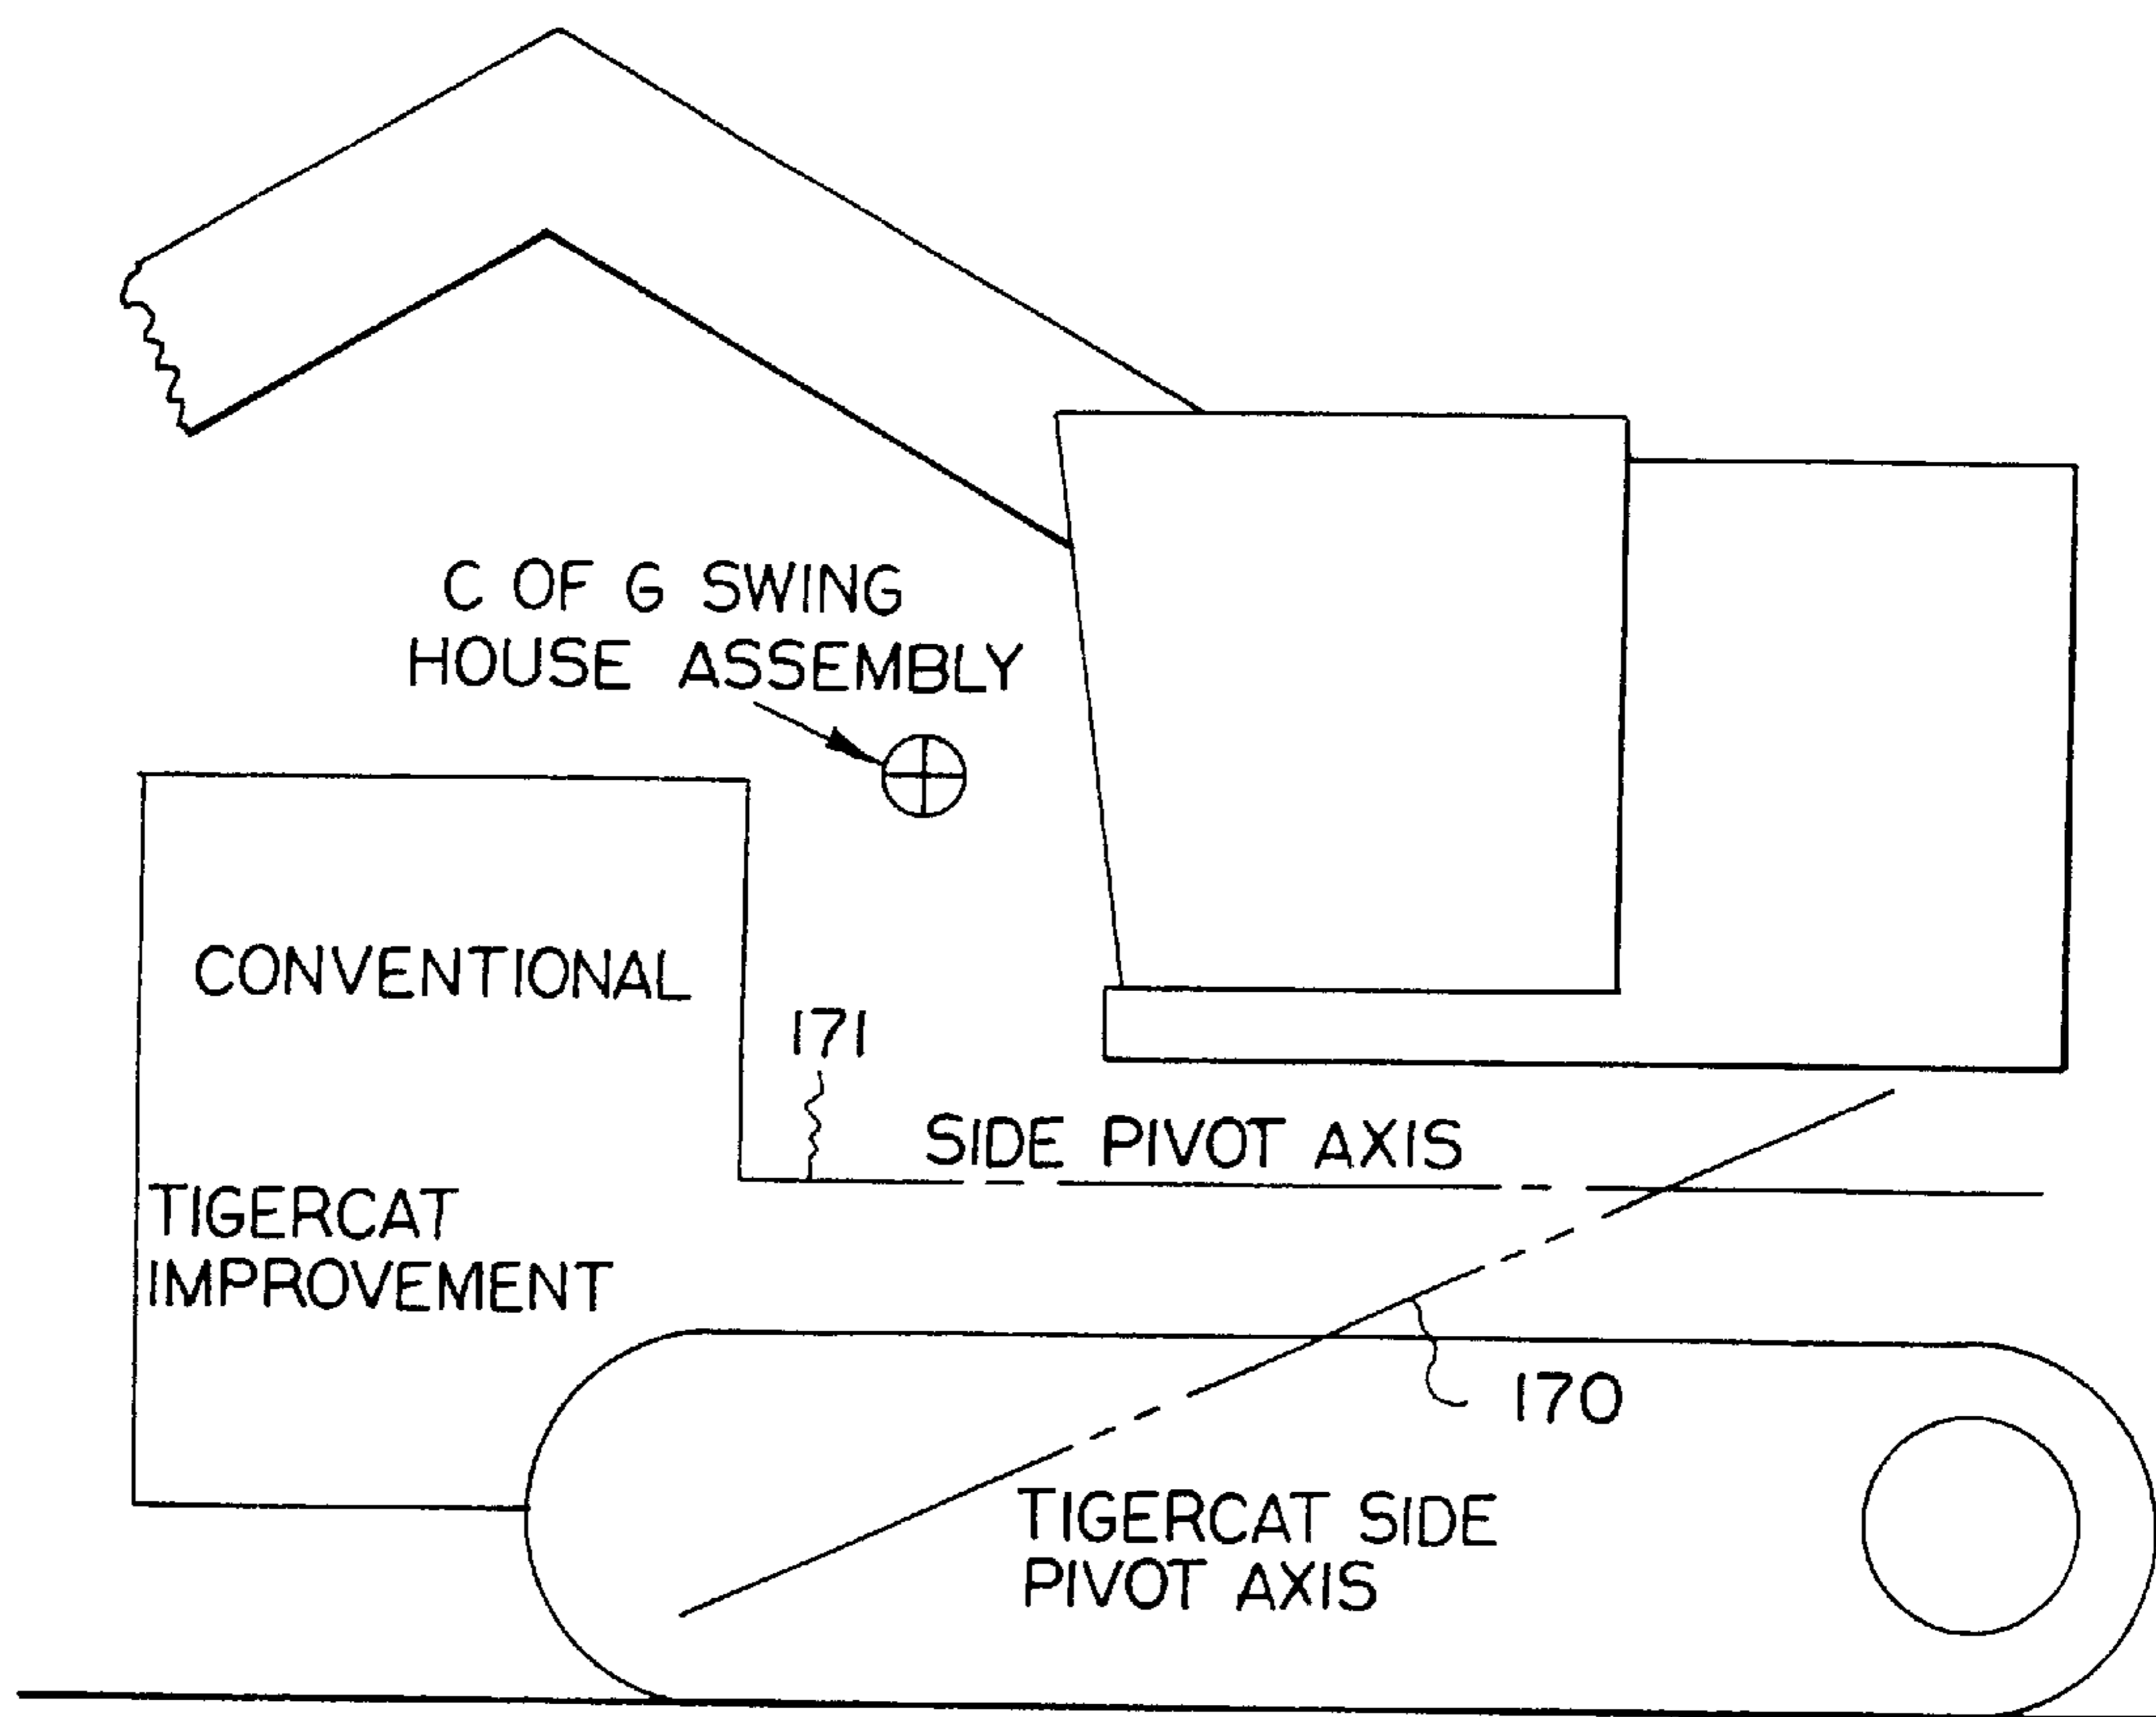 C OF G SWING
HOUSE ASSEMBLY
CONVENTIONAL
171
SIDE PIVOT AXIS
TIGERCAT
IMPROVEMENT
170
TIGERCAT SIDE
PIVOT AXIS